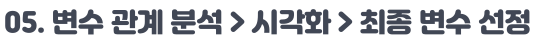 05. 변수 관계 분석 > 시각화 > 최종 변수 선정